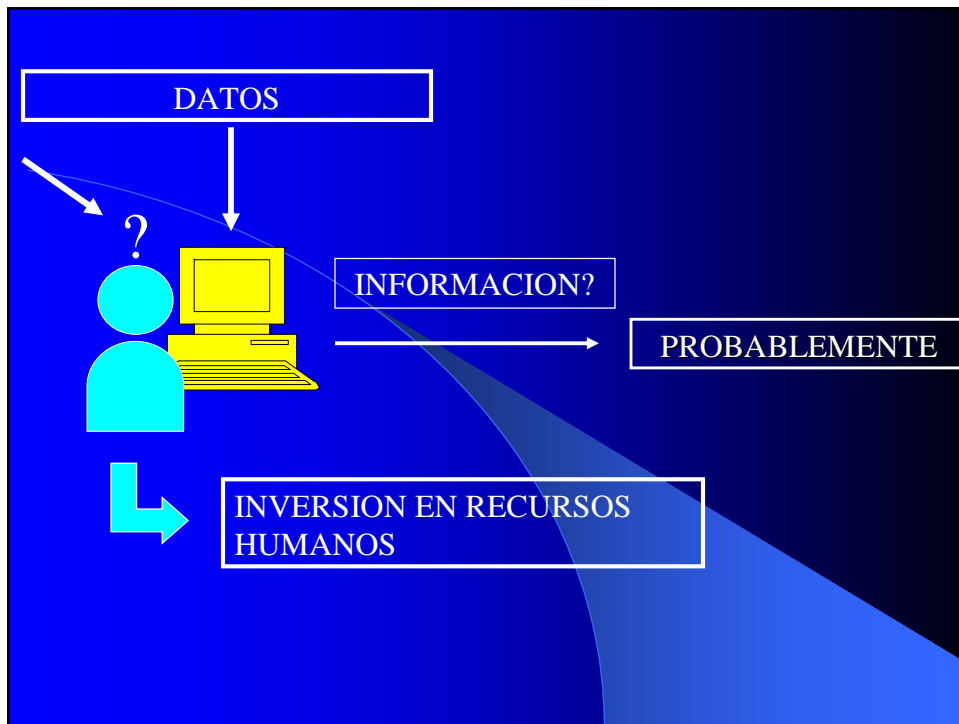 DATOS
?
INFORMACION?
PROBABLEMENTE
INVERSION EN RECURSOS
HUMANOS